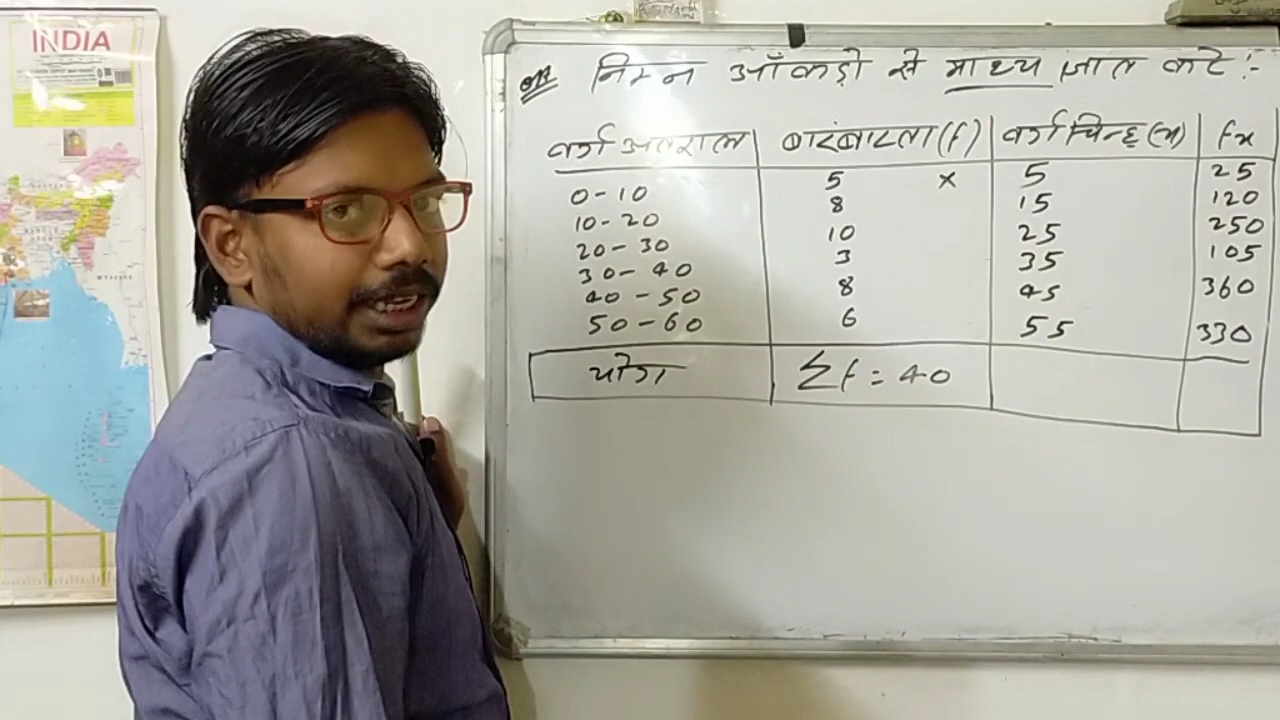 INDIA
प्रश्न निम्न आँकड़ो से माध्य ज्ञात करे :-
वर्ग अंतराल बारंबारता (f) वर्ग चिन्ह (x) fx
0-10 5 × 5 25
10-20 8 15 120
20-30 10 25 250
30-40 3 35 105
40-50 8 45 360
50-60 6 55 330
योग Σf = 40